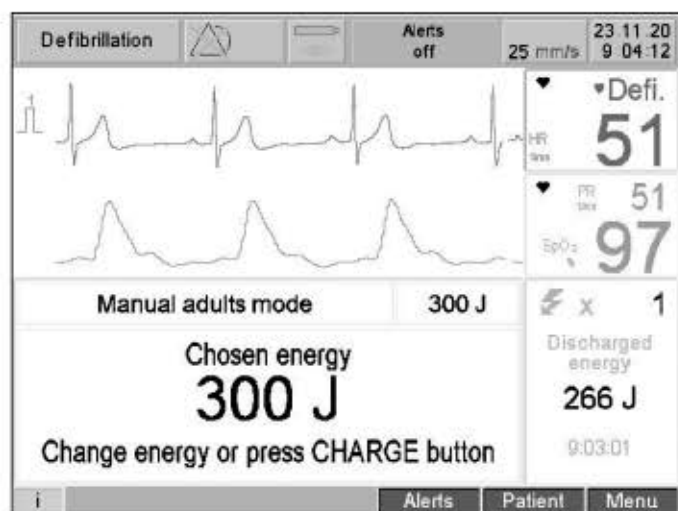 Defibrillation
Alerts
off
25 mm/s
23 11 20
9 04:12
1
♥Defi.
HR
51
PR
51
SpO₂
%
97
Manual adults mode
300 J
x 1
Chosen energy
300 J
Change energy or press CHARGE button
Discharged
energy
266 J
9:03:01
i
Alerts
Patient
Menu